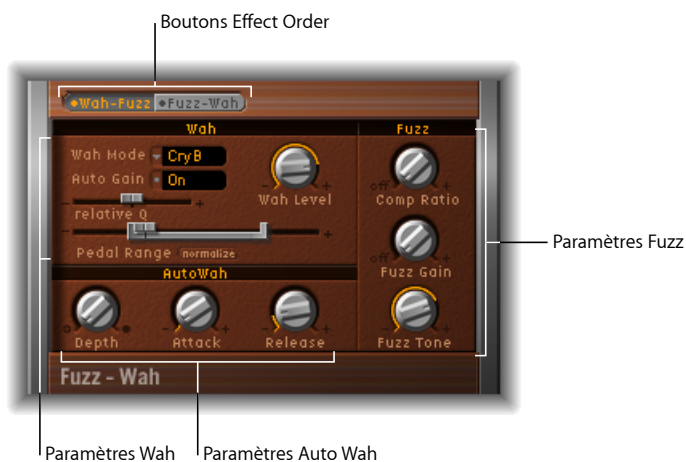 Boutons Effect Order
Wah-Fuzz Fuzz-Wah
Wah Fuzz
Wah Mode CryB
Auto Gain On
Wah Level
off Comp Ratio
relative Q
Pedal Range normalize
off Fuzz Gain
AutoWah
Depth Attack Release Fuzz Tone
Fuzz - Wah
Paramètres Fuzz
Paramètres Wah Paramètres Auto Wah